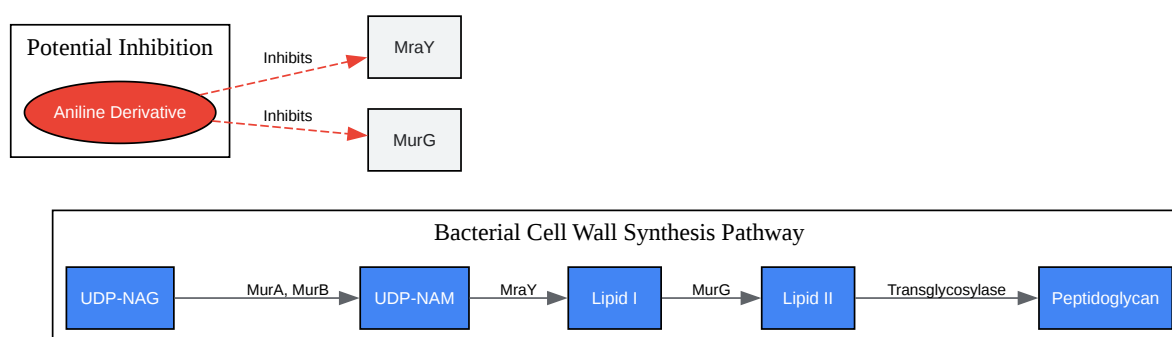 Potential Inhibition
Aniline Derivative
Inhibits
MraY
Inhibits
MurG
Bacterial Cell Wall Synthesis Pathway
UDP-NAG
MurA, MurB
UDP-NAM
MraY
Lipid I
MurG
Lipid II
Transglycosylase
Peptidoglycan